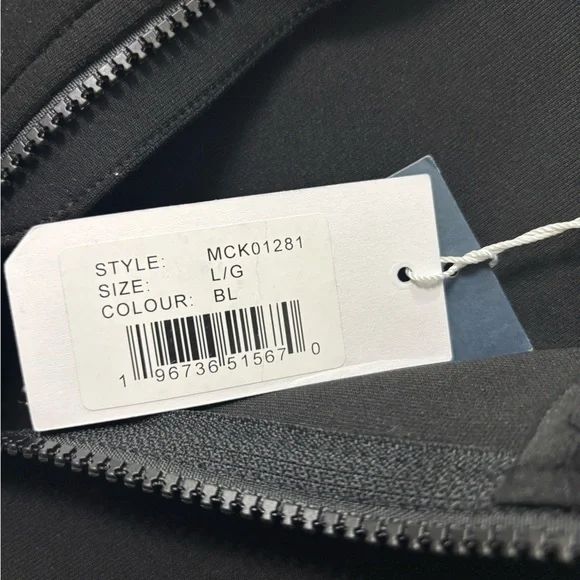 STYLE: MCK01281
SIZE: L/G
COLOUR: BL
1 96736 51567 0